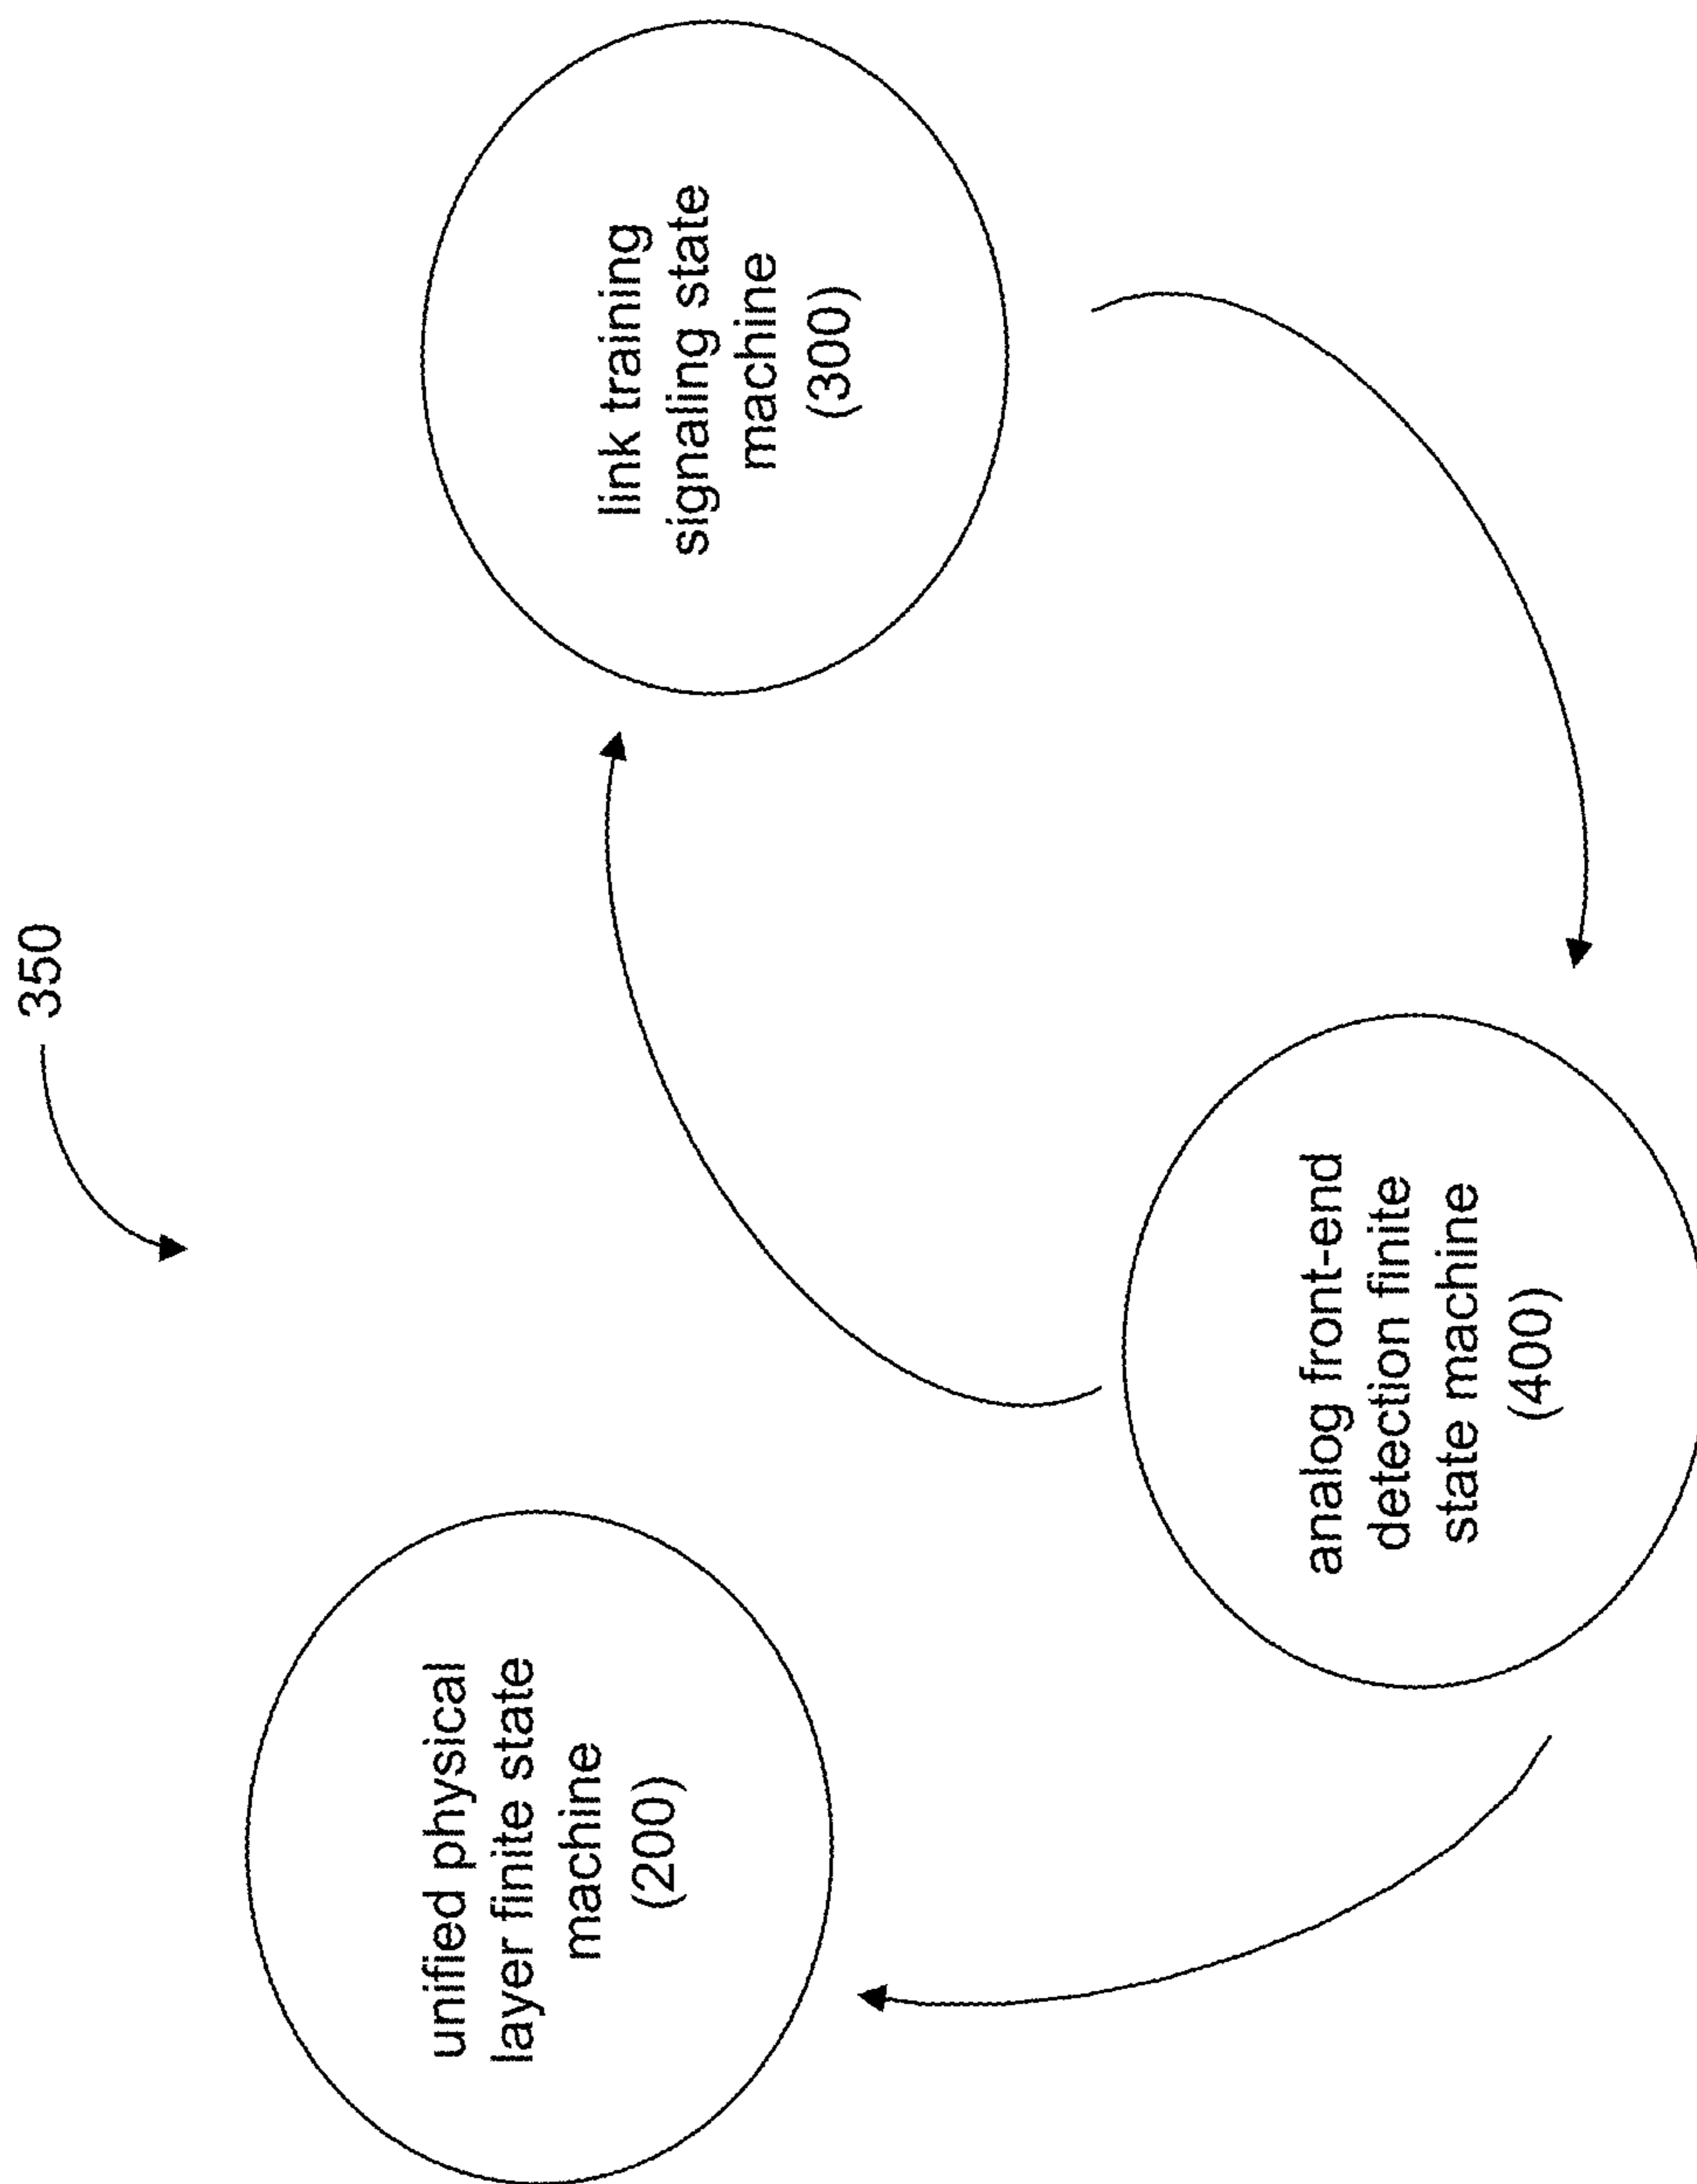 350
unified physical
layer finite state
machine
(200)
link training
signaling state
machine
(300)
analog front-end
detection finite
state machine
(400)